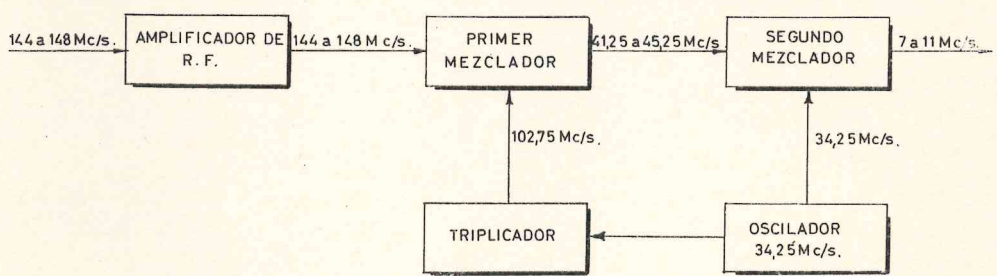 144 a 148 Mc/s.
AMPLIFICADOR DE
R. F.
144 a 148 Mc/s.
PRIMER
MEZCLADOR
41,25 a 45,25 Mc/s
SEGUNDO
MEZCLADOR
7 a 11 Mc/s.
102,75 Mc/s.
34,25 Mc/s.
TRIPLICADOR
OSCILADOR
34,25 Mc/s.